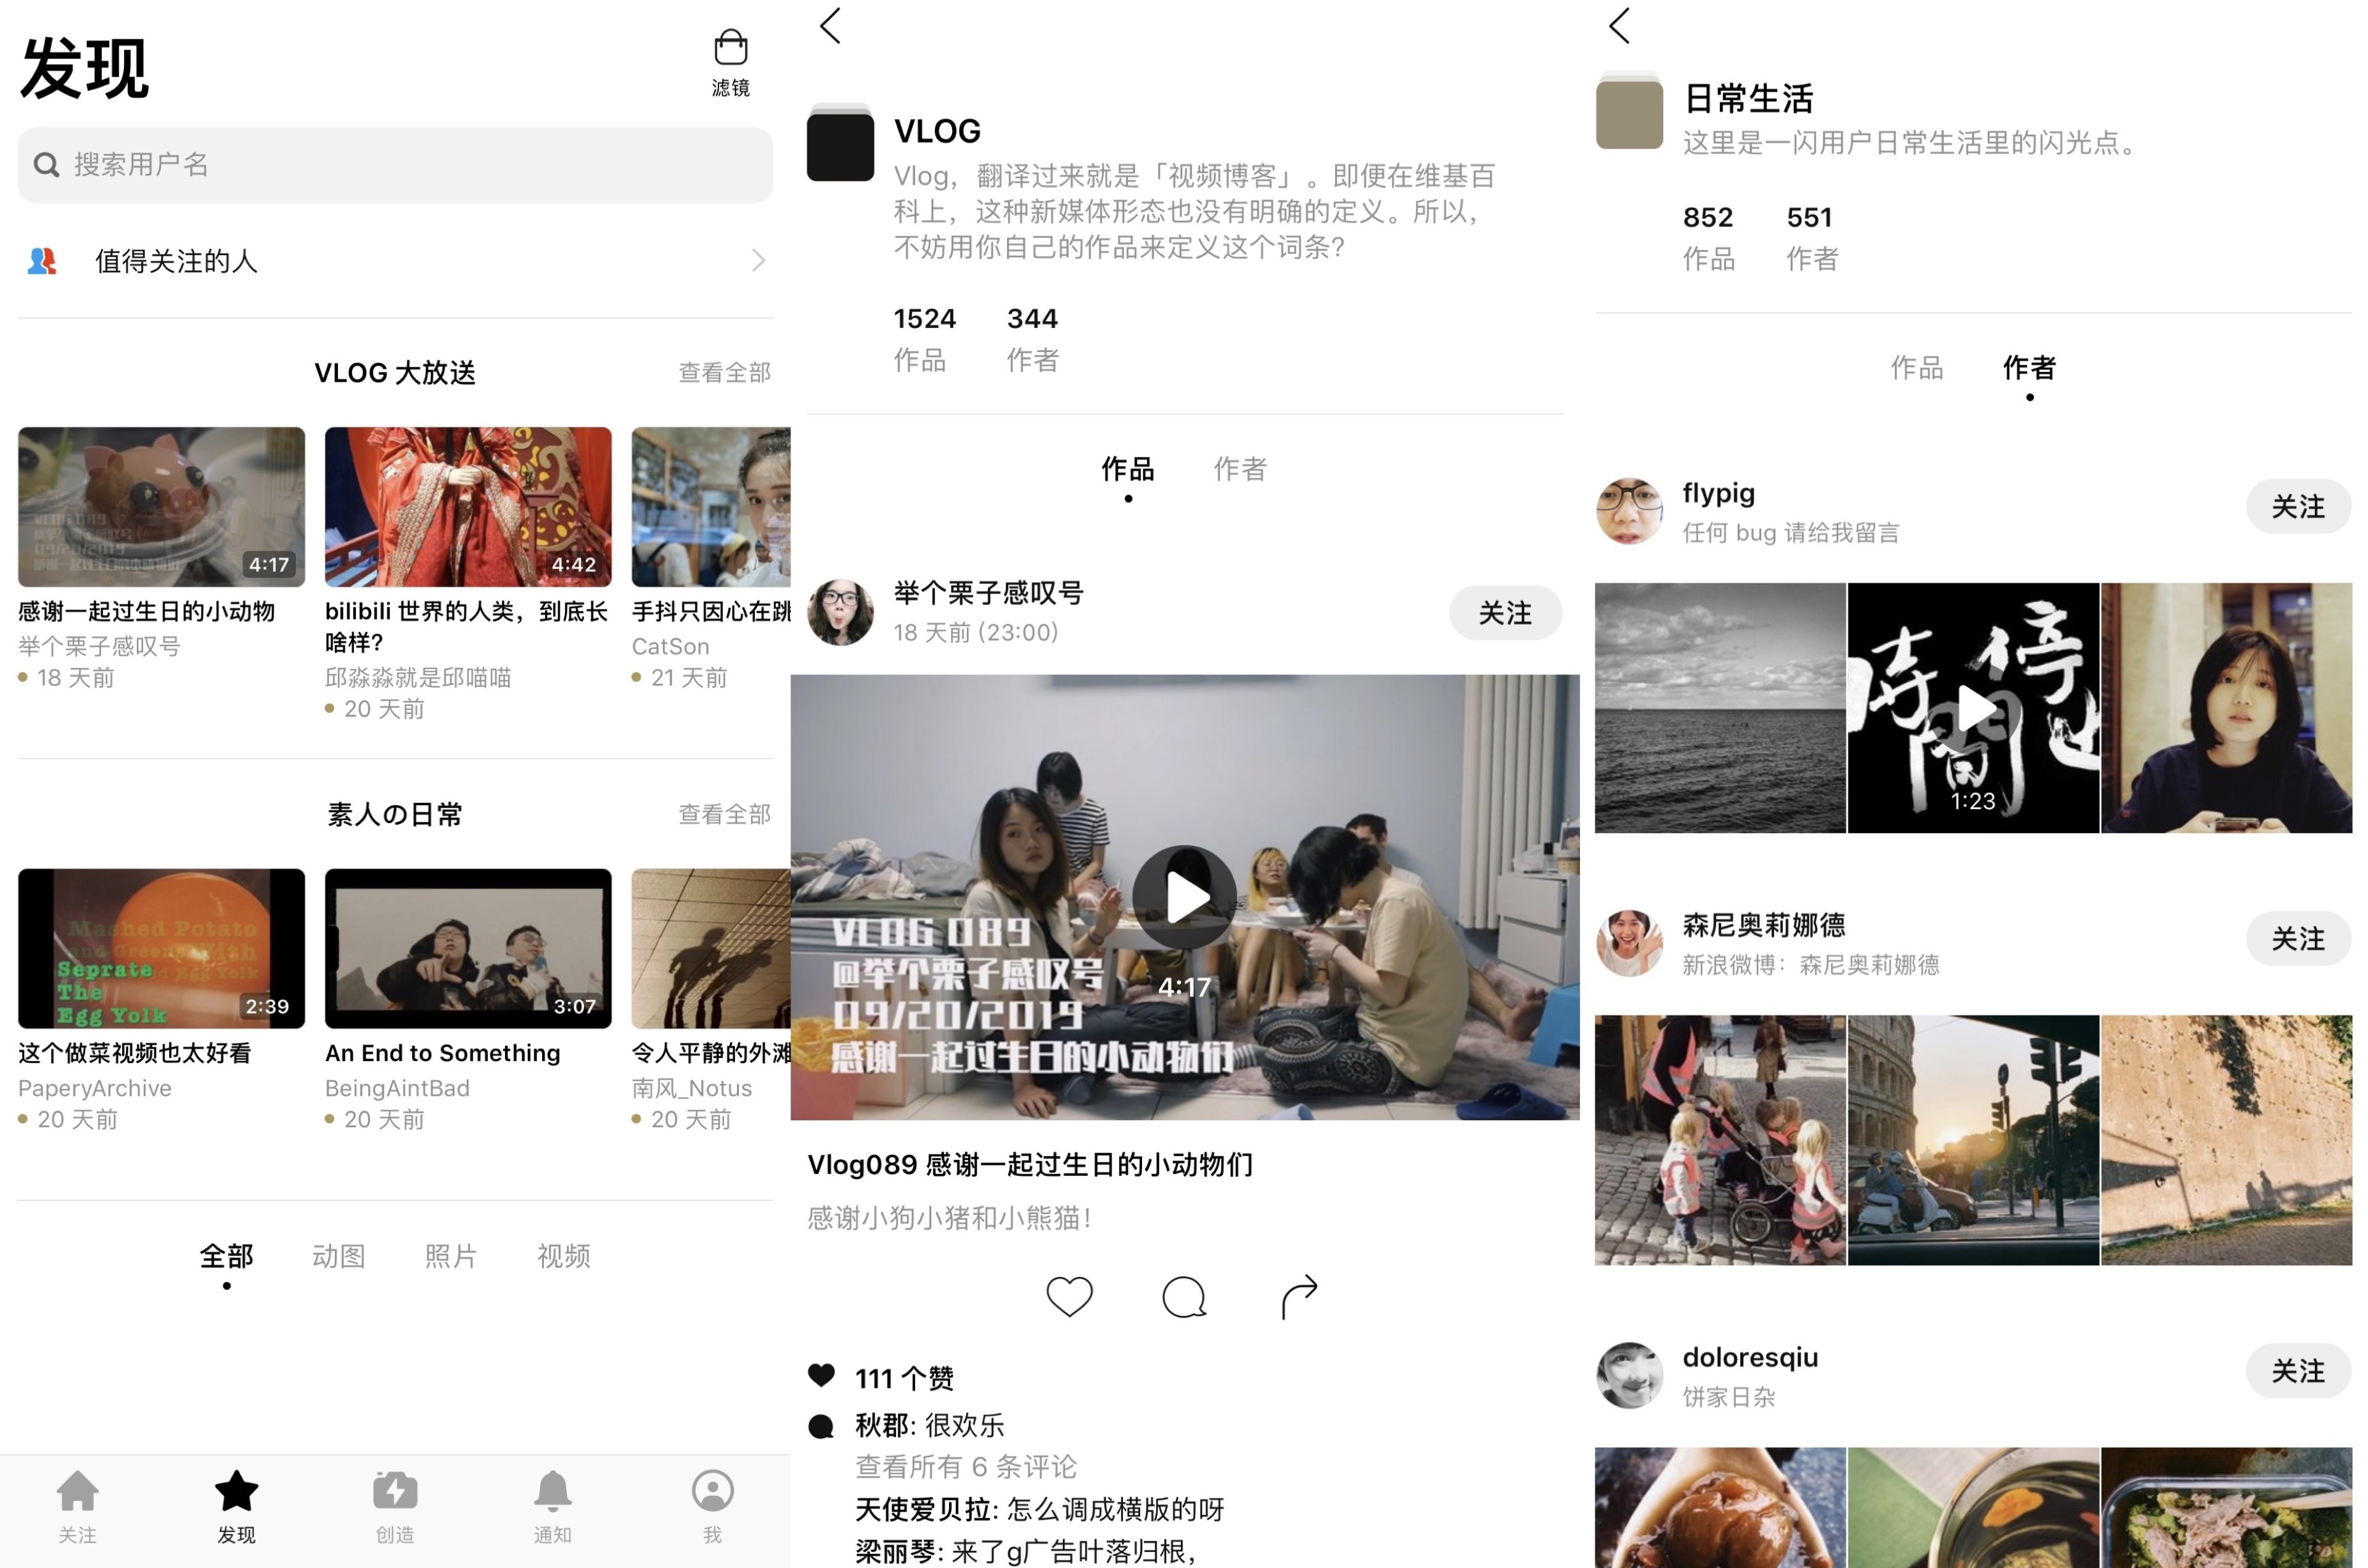 发现
滤镜
搜索用户名
值得关注的人
VLOG 大放送
查看全部
4:17
4:42
感谢一起过生日的小动物
举个栗子感叹号
18 天前
bilibili 世界的人类，到底长
啥样？
邱淼淼就是邱喵喵
20 天前
手抖只因心在跳
CatSon
21 天前
素人の日常
查看全部
Mashed Potato
and Greens With
Seprate
The
Egg Yolk
2:39
3:07
这个做菜视频也太好看
PaperyArchive
20 天前
An End to Something
BeingAintBad
20 天前
令人平静的外滩
南风_Notus
20 天前
全部
动图
照片
视频
关注
发现
创造
通知
我
VLOG
Vlog，翻译过来就是「视频博客」。即便在维基百
科上，这种新媒体形态也没有明确的定义。所以，
不妨用你自己的作品来定义这个词条？
1524
344
作品
作者
作品
作者
举个栗子感叹号
18 天前 (23:00)
关注
VLOG 089
@举个栗子感叹号
09/20/2019
感谢一起过生日的小动物们
4:17
Vlog089 感谢一起过生日的小动物们
感谢小狗小猪和小熊猫！
111 个赞
秋郡: 很欢乐
查看所有 6 条评论
天使爱贝拉: 怎么调成横版的呀
梁丽琴: 来了g广告叶落归根，
日常生活
这里是一闪用户日常生活里的闪光点。
852
551
作品
作者
作品
作者
flypig
任何 bug 请给我留言
关注
時間停止
1:23
森尼奥莉娜德
新浪微博：森尼奥莉娜德
关注
doloresqiu
饼家日杂
关注